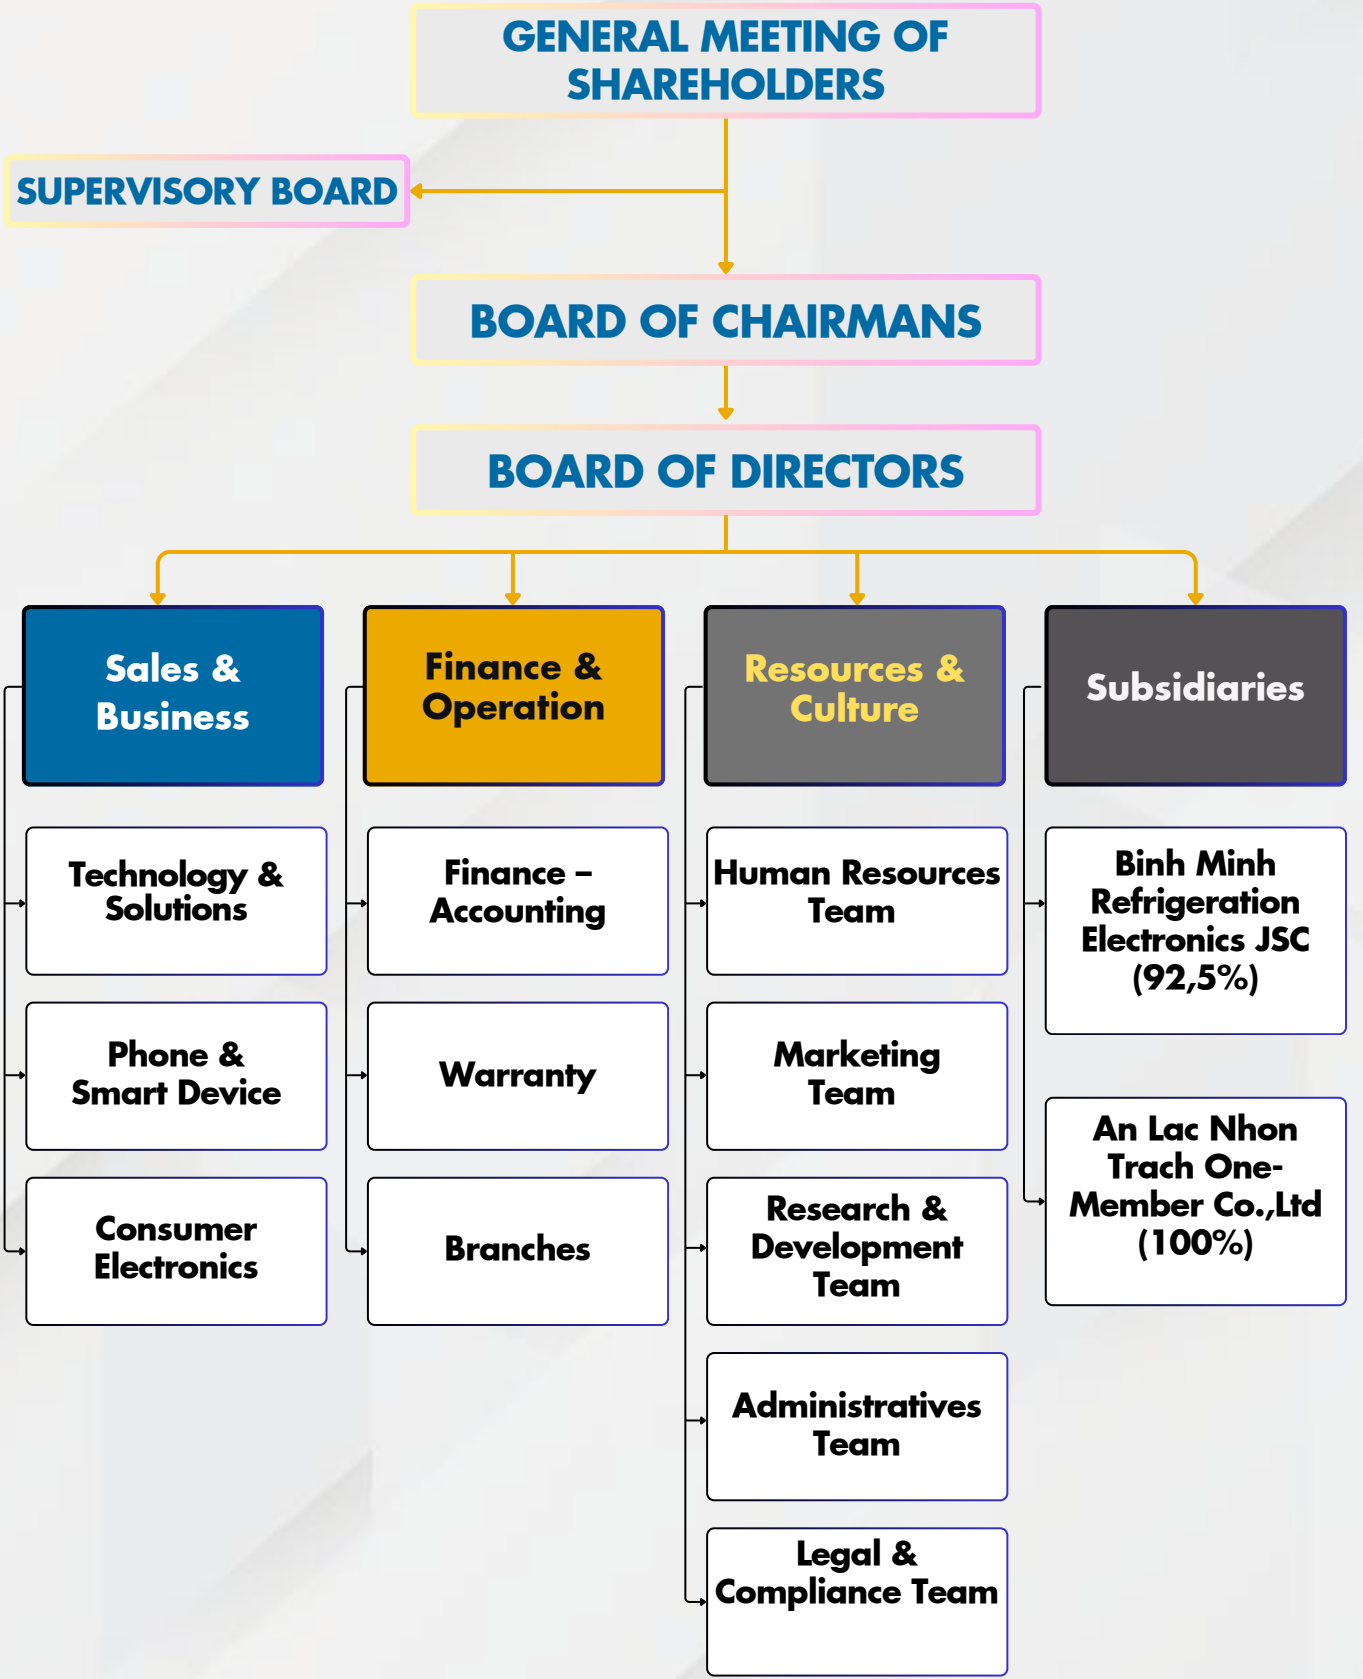 GENERAL MEETING OF
SHAREHOLDERS
SUPERVISORY BOARD
BOARD OF CHAIRMANS
BOARD OF DIRECTORS
Sales &
Business
Technology &
Solutions
Phone &
Smart Device
Consumer
Electronics
Finance &
Operation
Finance –
Accounting
Warranty
Branches
Resources &
Culture
Human Resources
Team
Marketing
Team
Research &
Development
Team
Administratives
Team
Legal &
Compliance Team
Subsidiaries
Binh Minh
Refrigeration
Electronics JSC
(92,5%)
An Lac Nhon
Trach One-
Member Co.,Ltd
(100%)